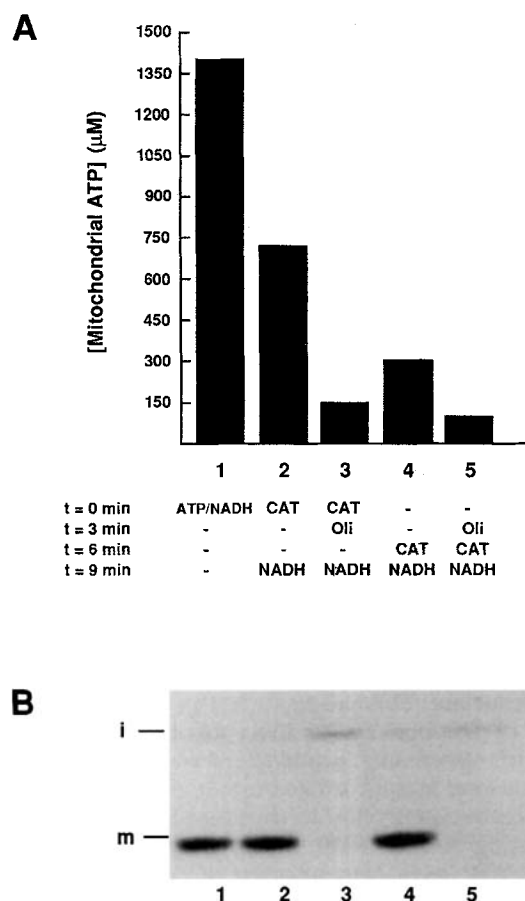 A
[Mitochondrial ATP] (μM)
1500
1350
1500
1050
900
750
600
450
300
150
1 2 3 4 5
t = 0 min ATP/NADH CAT CAT - -
t = 3 min - - Oli - Oli
t = 6 min - - - CAT CAT
t = 9 min - NADH NADH NADH NADH
B
i
m
1 2 3 4 5